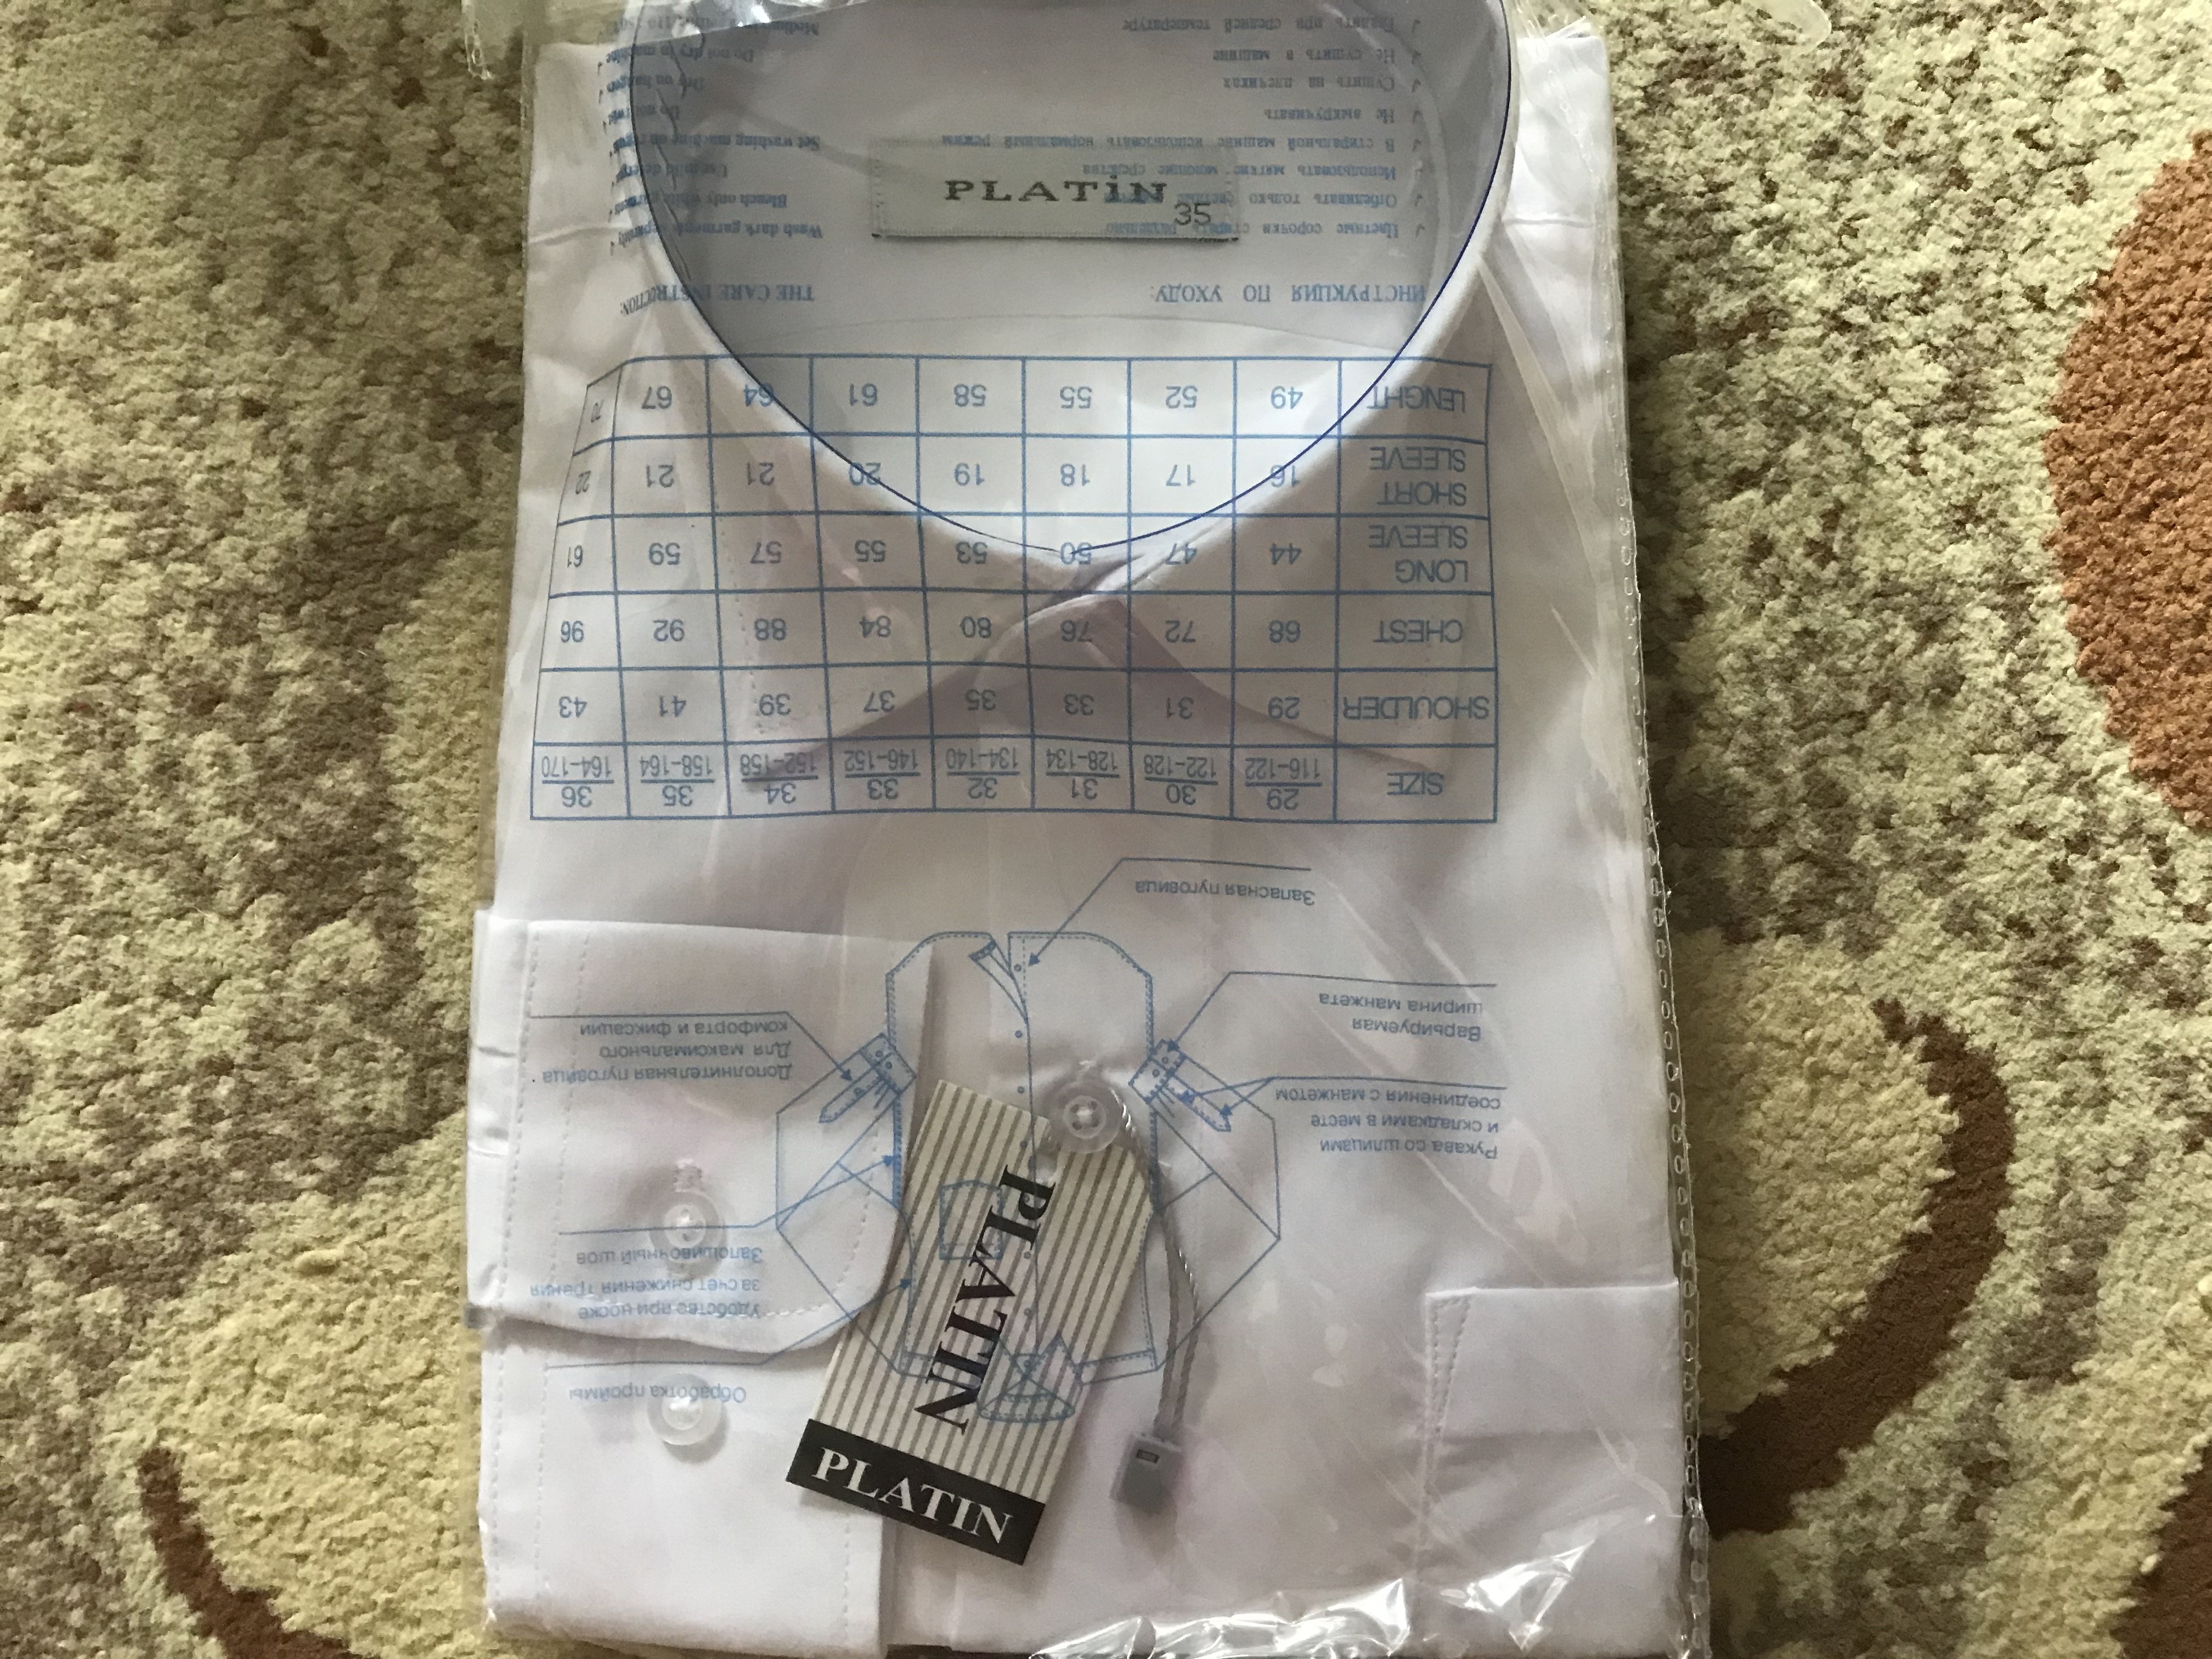 PLATiN
35
PLATIN
PLATIN
Обработка проймы
Удобство при носке
за счет снижения трения
Запошивочный шов
Рукава со шлицами
и складками в месте
соединения с манжетом
Дополнительная пуговица
Для максимального
комфорта и фиксации
Варьируемая
ширина манжета
Запасная пуговица
SIZE 29 116-122 30 122-128 31 128-134 32 134-140 33 146-152 34 152-158 35 158-164 36 164-170
SHOULDER 29 31 33 35 37 39 41 43
CHEST 68 72 76 80 84 88 92 96
LONG SLEEVE 44 47 50 53 55 57 59 61
SHORT SLEEVE 16 17 18 19 20 21 21 22
LENGHT 49 52 55 58 61 64 67 70
ИНСТРУКЦИЯ ПО УХОДУ:
Цветные сорочки стирать раздельно
Отбеливать только светлые
Использовать мягкие моющие средства
В стиральной машине использовать нормальный режим
Не выкручивать
Сушить на плечиках
Не сушить в машине
Гладить при средней температуре
THE CARE INSTRUCTION:
Wash dark garments
Bleach only white
Use mild
Set washing machine on
Do not
Dry on hanger
Do not dry in machine
Medium